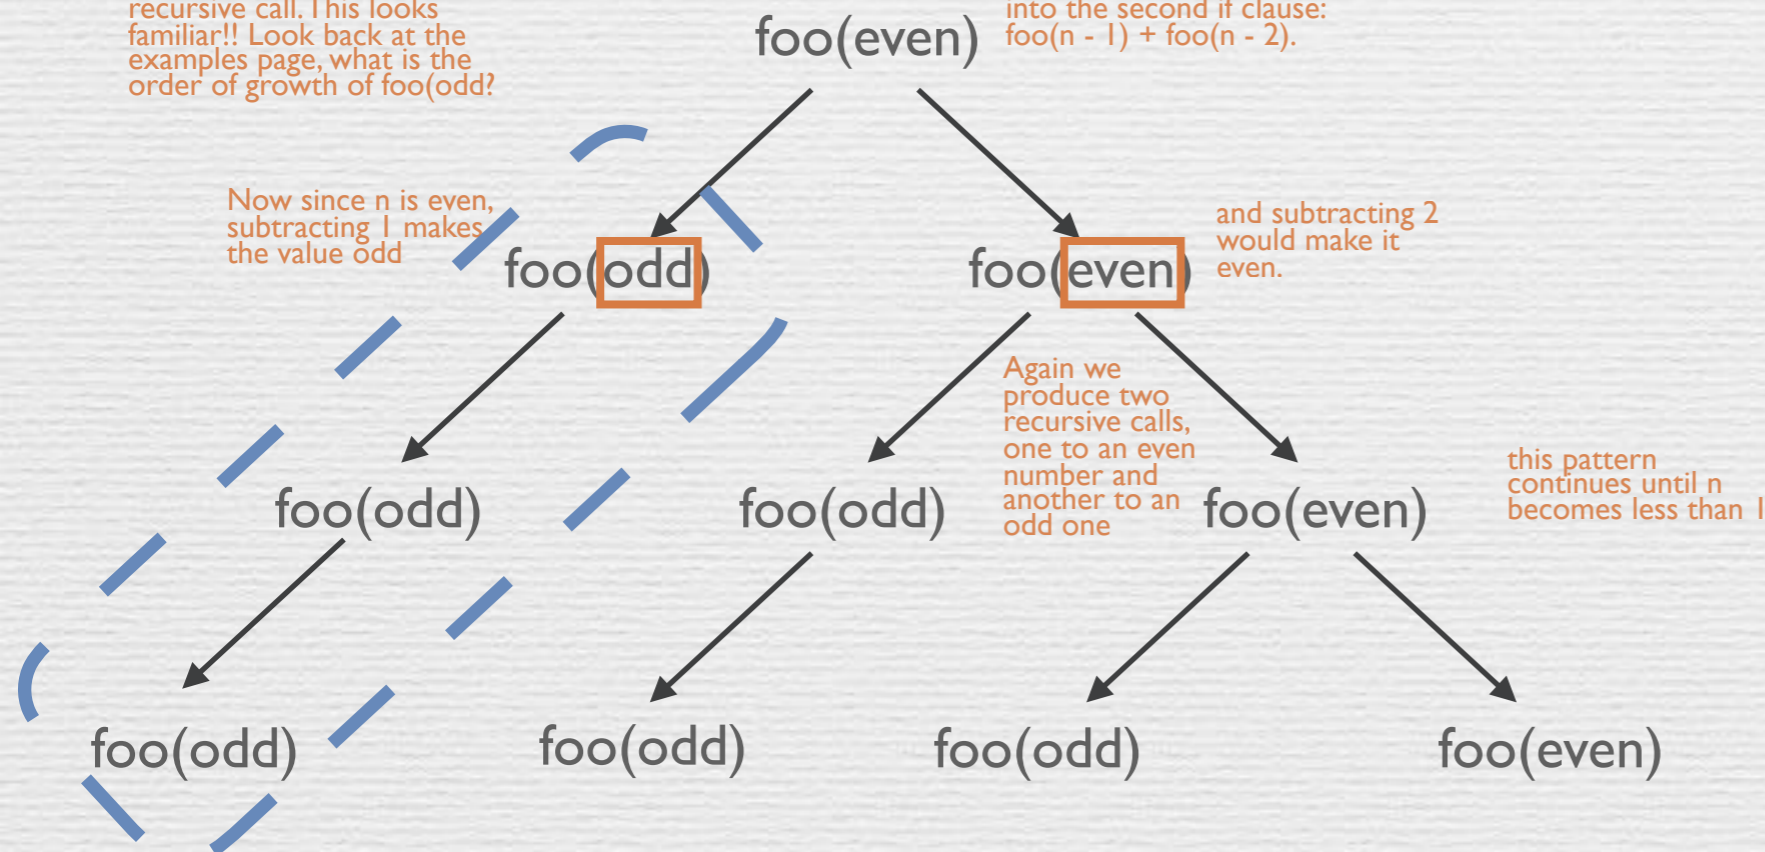 recursive call. This looks
familiar!! Look back at the
examples page, what is the
order of growth of foo(odd?
into the second if clause:
foo(n - 1) + foo(n - 2).
foo(even)
Now since n is even,
subtracting 1 makes
the value odd
foo(odd)
foo(even)
and subtracting 2
would make it
even.
Again we
produce two
recursive calls,
one to an even
number and
another to an
odd one
foo(odd)
foo(odd)
foo(even)
this pattern
continues until n
becomes less than 1
foo(odd)
foo(odd)
foo(odd)
foo(even)